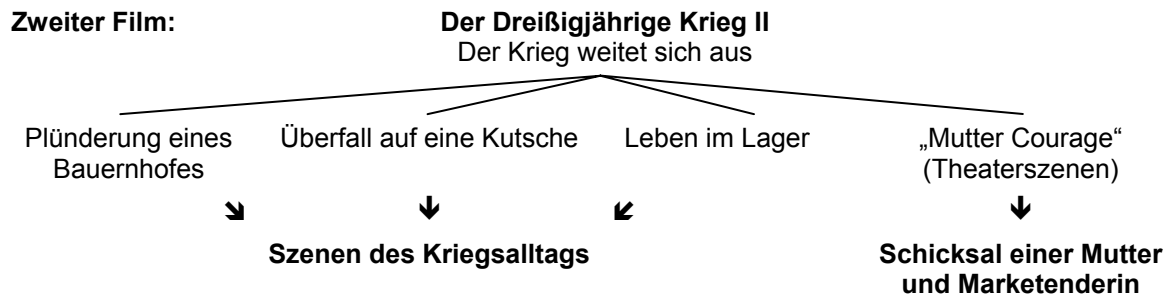 Zweiter Film: Der Dreißigjährige Krieg II
Der Krieg weitet sich aus
Plünderung eines Bauernhofes
Überfall auf eine Kutsche
Leben im Lager
„Mutter Courage“
(Theaterszenen)
Szenen des Kriegsalltags
Schicksal einer Mutter
und Marketenderin